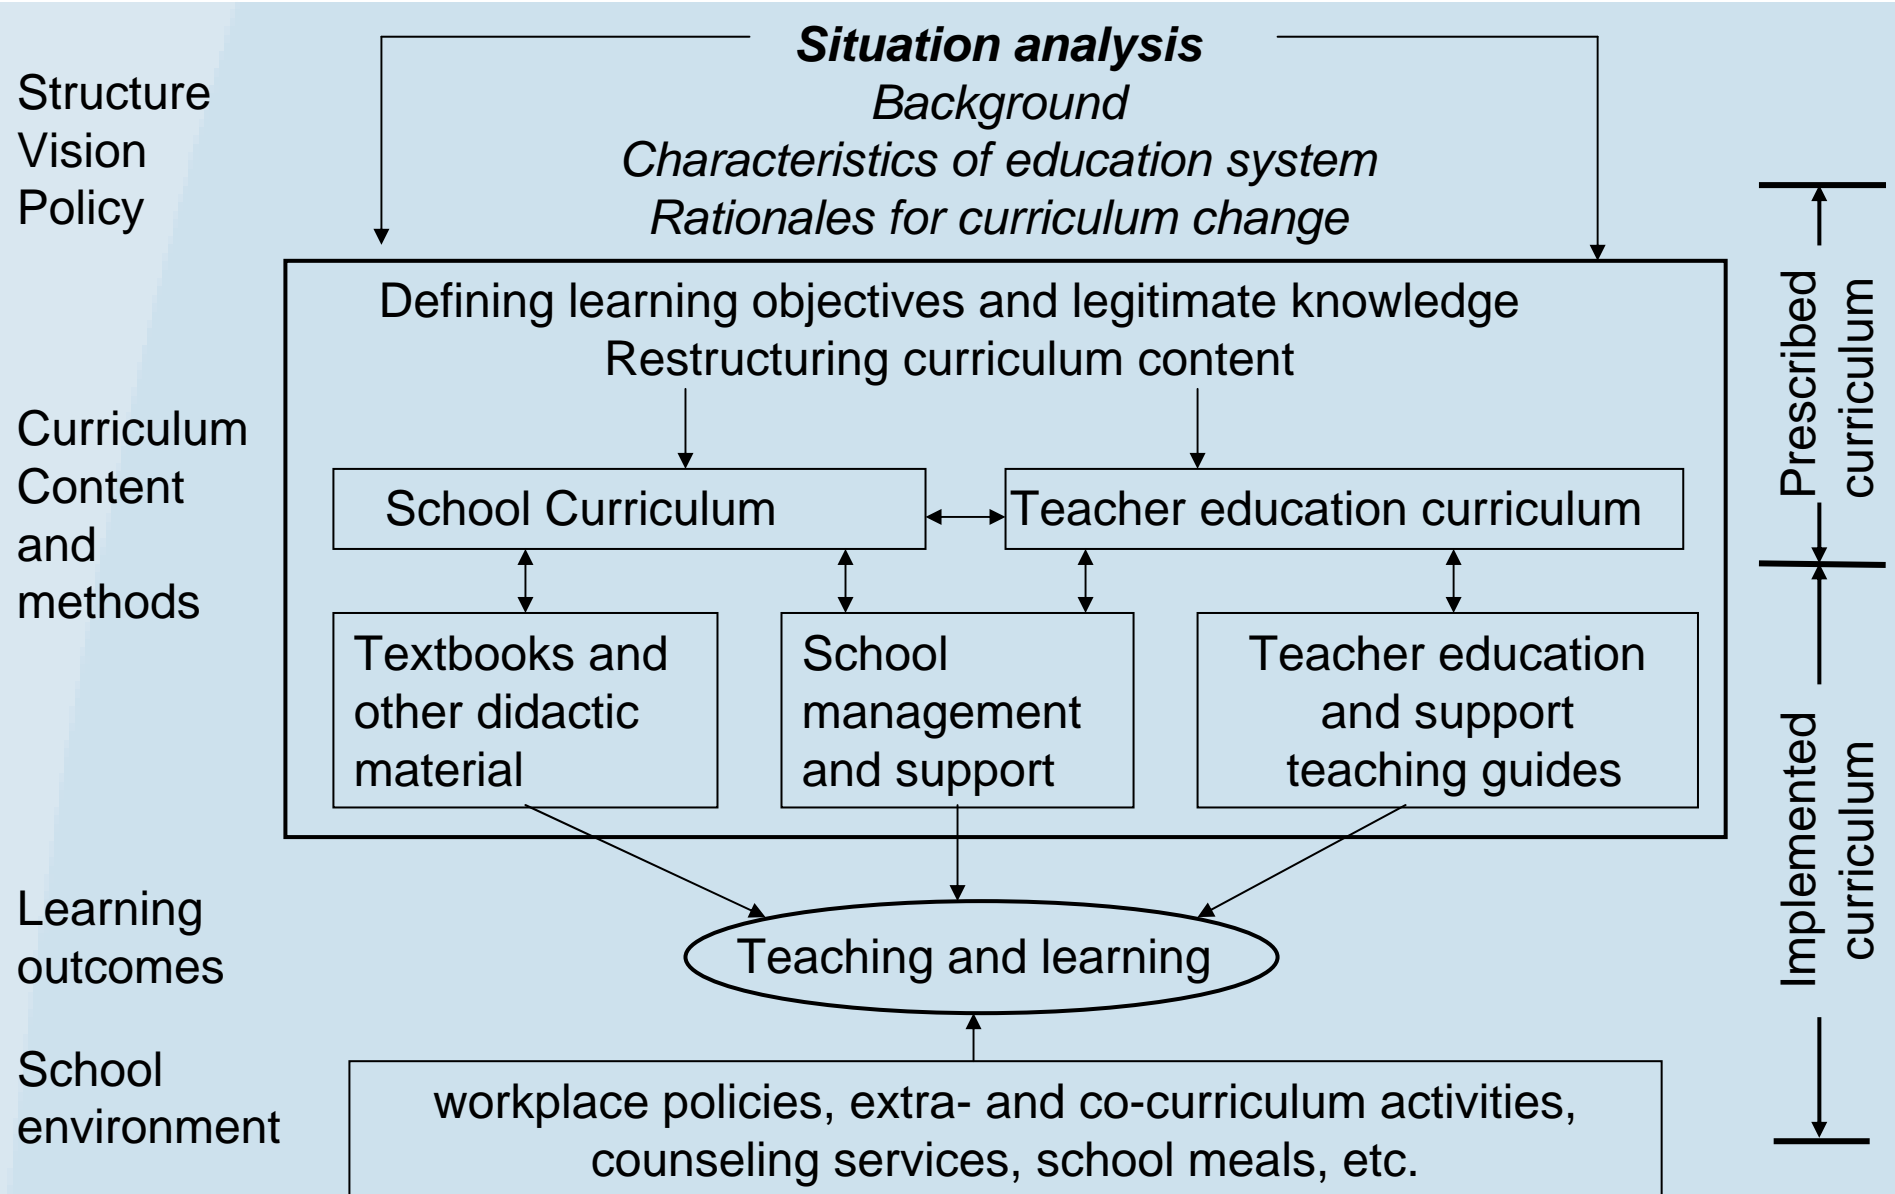 Situation analysis
Background
Characteristics of education system
Rationales for curriculum change
Structure
Vision
Policy
Defining learning objectives and legitimate knowledge
Restructuring curriculum content
Curriculum
Content
and
methods
School Curriculum
Teacher education curriculum
Textbooks and
other didactic
material
School
management
and support
Teacher education
and support
teaching guides
Prescribed
curriculum
Learning
outcomes
Teaching and learning
Implemented
curriculum
School
environment
workplace policies, extra- and co-curriculum activities,
counseling services, school meals, etc.